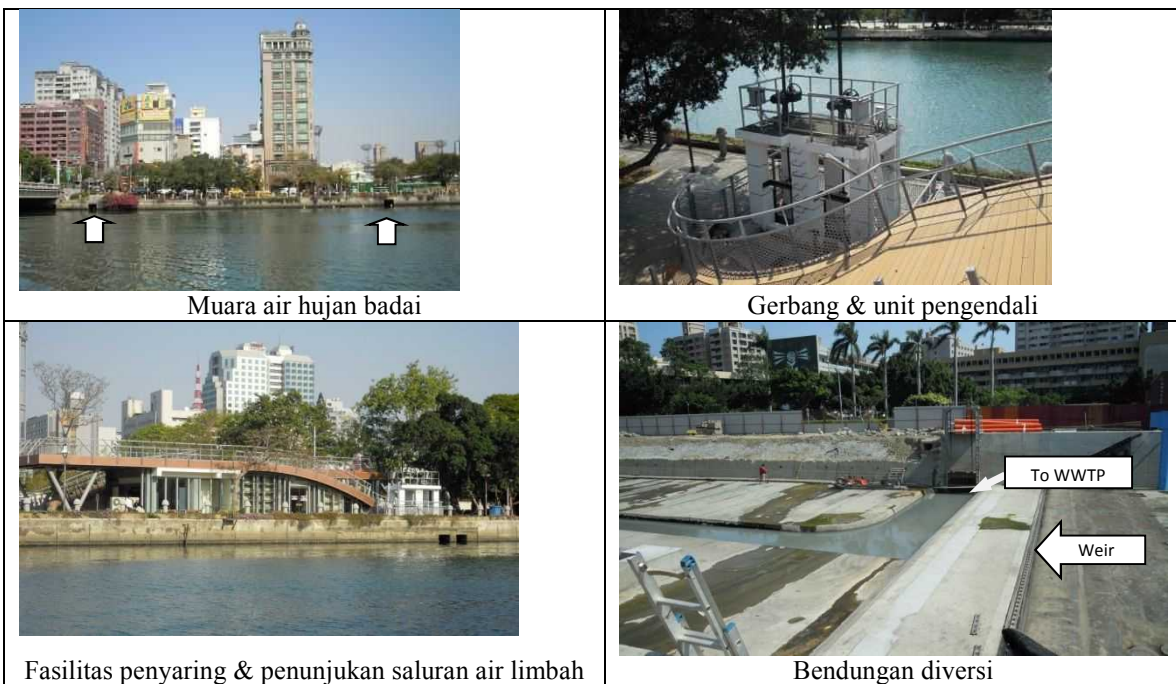 Muara air hujan badai
Gerbang & unit pengendali
To WWTP
Weir
Fasilitas penyaring & penunjukan saluran air limbah
Bendungan diversi